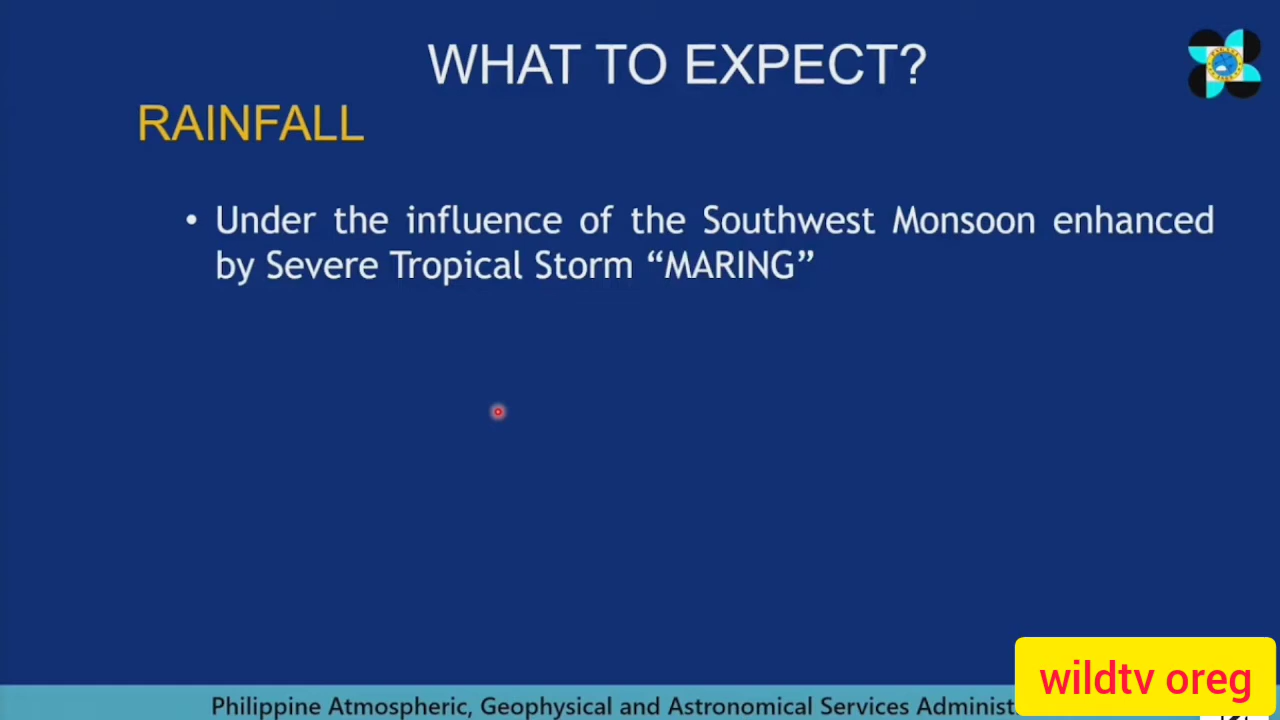 WHAT TO EXPECT?
RAINFALL
• Under the influence of the Southwest Monsoon enhanced
by Severe Tropical Storm “MARING”
Philippine Atmospheric, Geophysical and Astronomical Services
wildtv oreg